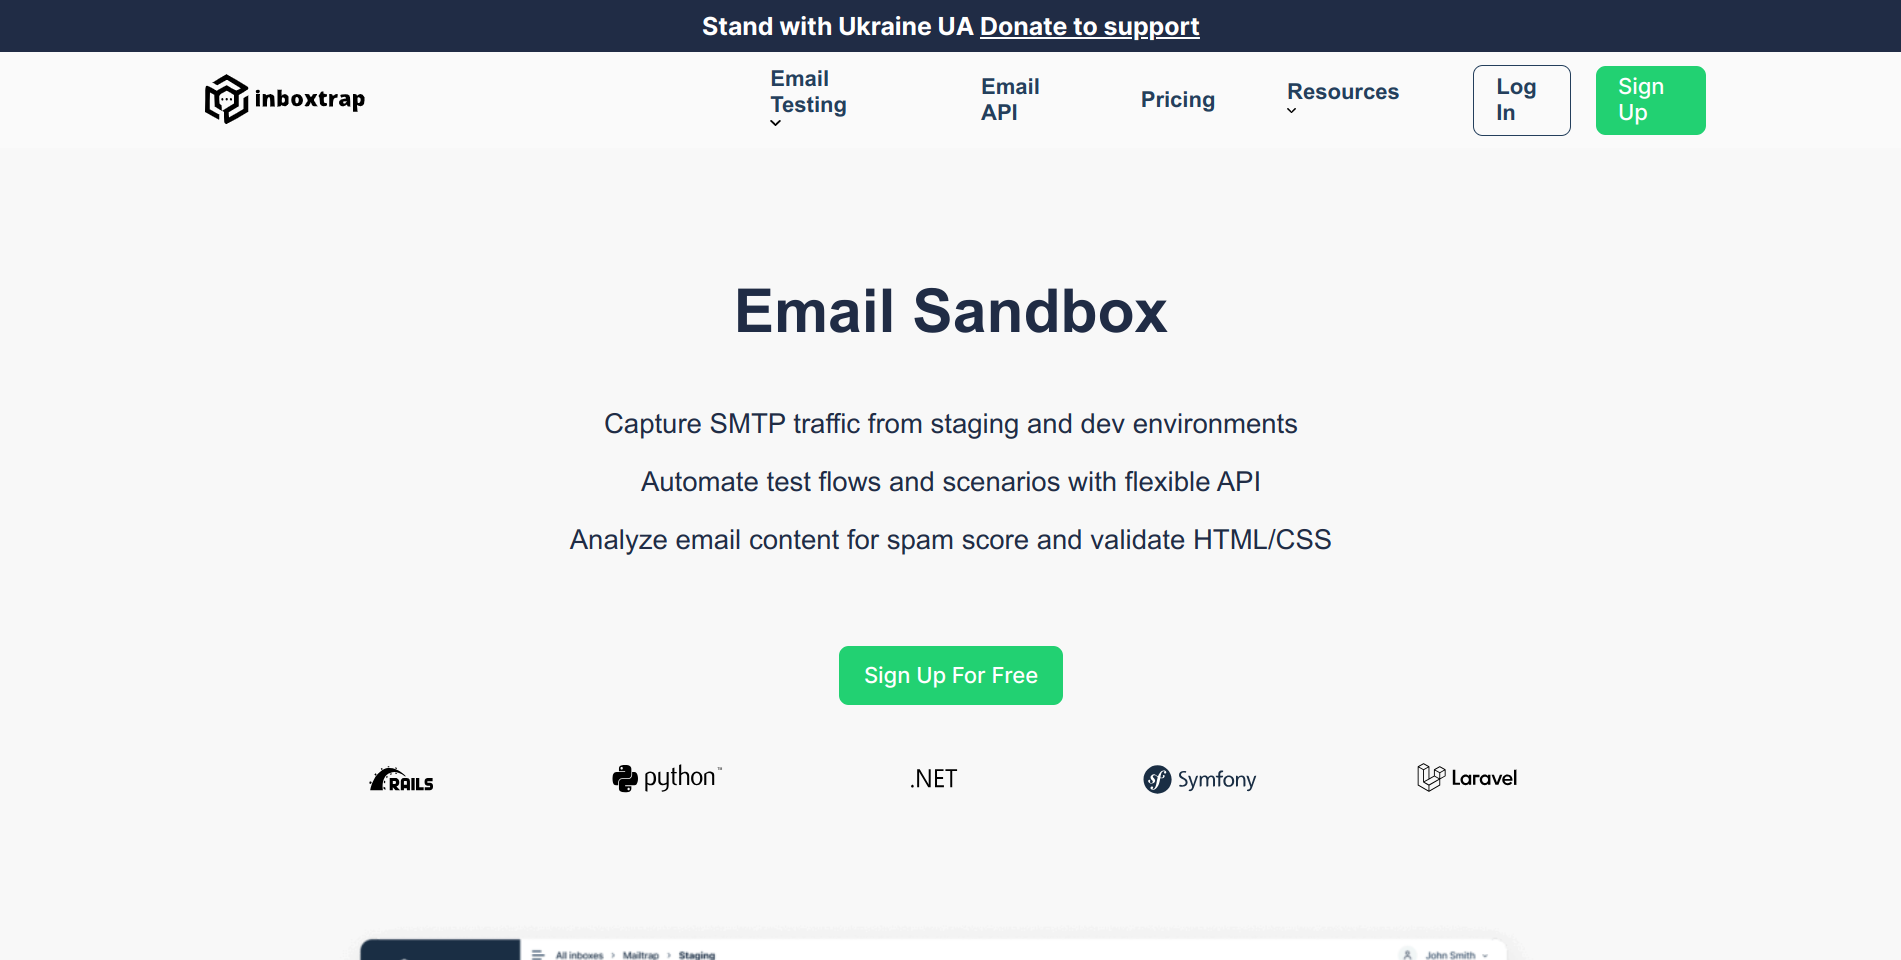 Stand with Ukraine UA Donate to support
inboxtrap
Email
Testing
Email
API
Pricing
Resources
Log
In
Sign
Up
Email Sandbox
Capture SMTP traffic from staging and dev environments
Automate test flows and scenarios with flexible API
Analyze email content for spam score and validate HTML/CSS
Sign Up For Free
RAILS
python™
.NET
sf Symfony
Laravel
All inboxes > Mailtrap > Staging
John Smith